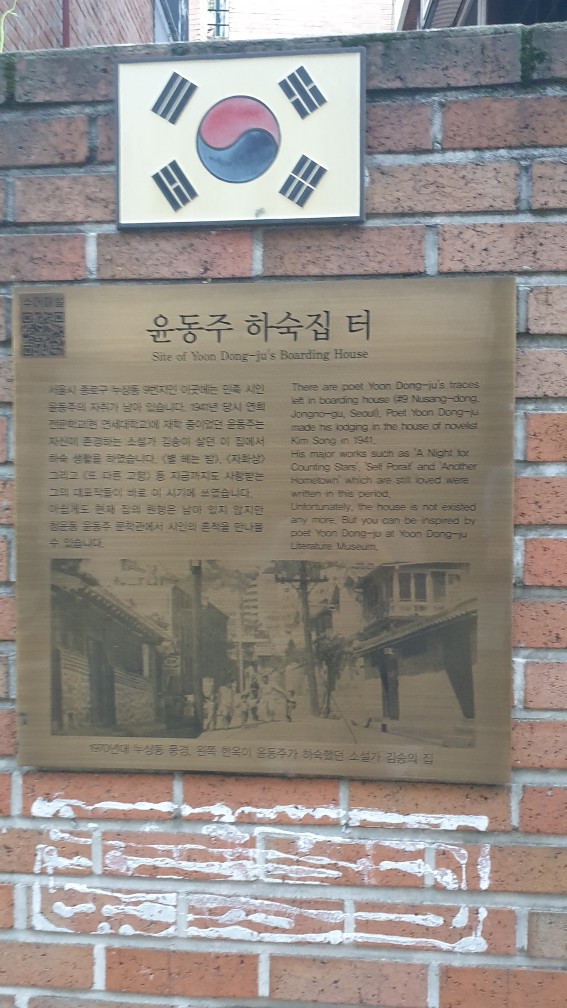 수어해설
윤동주 하숙집 터
Site of Yoon Dong-ju's Boarding House
서울시 종로구 누상동 9번지인 이곳에는 민족 시인
윤동주의 자취가 남아 있습니다. 1941년 당시 연희
전문학교(현 연세대학교)에 재학 중이었던 윤동주는
자신이 존경하는 소설가 김송이 살던 이 집에서
하숙 생활을 하였습니다. 〈별 헤는 밤〉, 〈자화상〉
그리고 〈또 다른 고향〉 등 지금까지도 사랑받는
그의 대표작들이 바로 이 시기에 쓰였습니다.
아쉽게도 현재 집의 원형은 남아 있지 않지만
청운동 윤동주 문학관에서 시인의 흔적을 만나볼
수 있습니다.
There are poet Yoon Dong-ju's traces
left in boarding house (#9 Nusang-dong,
Jongno-gu, Seoul). Poet Yoon Dong-ju
made his lodging in the house of novelist
Kim Song in 1941.
His major works such as 'A Night for
Counting Stars', 'Self Porait' and 'Another
Hometown' which are still loved were
written in this period.
Unfortunately, the house is not existed
any more. But you can be inspired by
poet Yoon Dong-ju at Yoon Dong-ju
Literature Museum.
1970년대 누상동 풍경. 왼쪽 한옥이 윤동주가 하숙했던 소설가 김송의 집